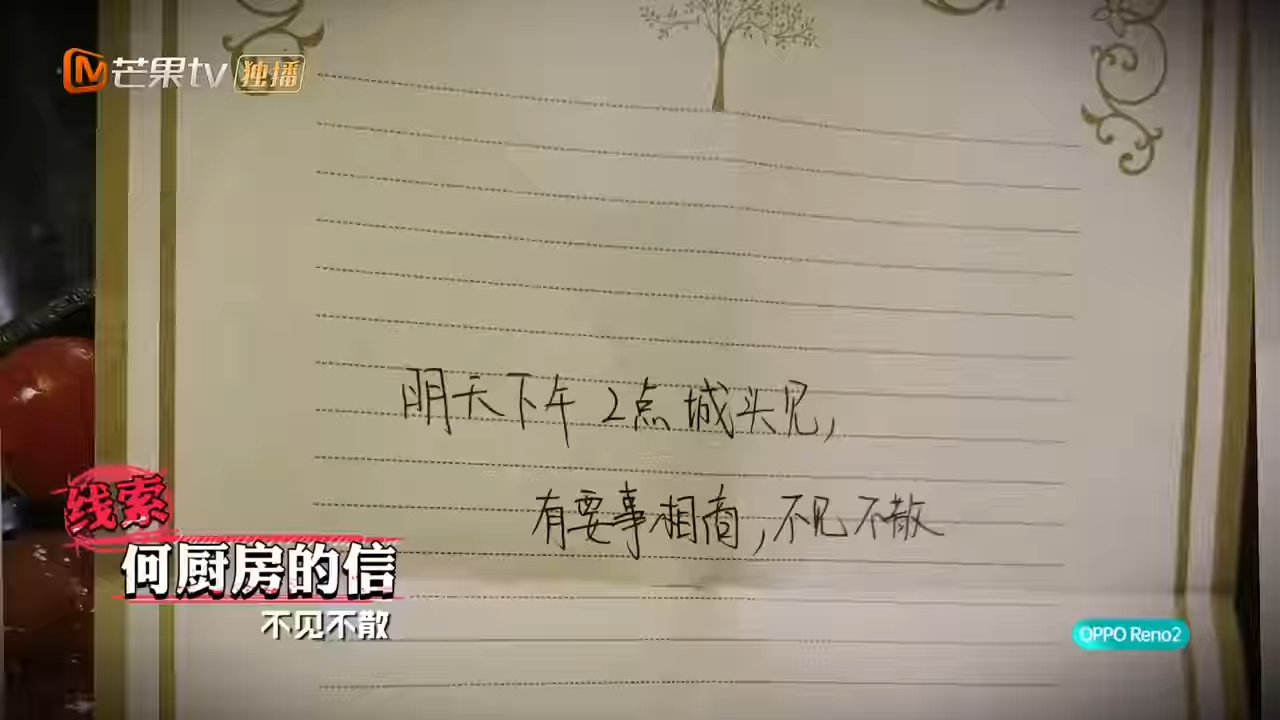 芒果tv 独播
明天下午2点城头见，
有要事相商，不见不散
线索
何厨房的信
不见不散
OPPO Reno2